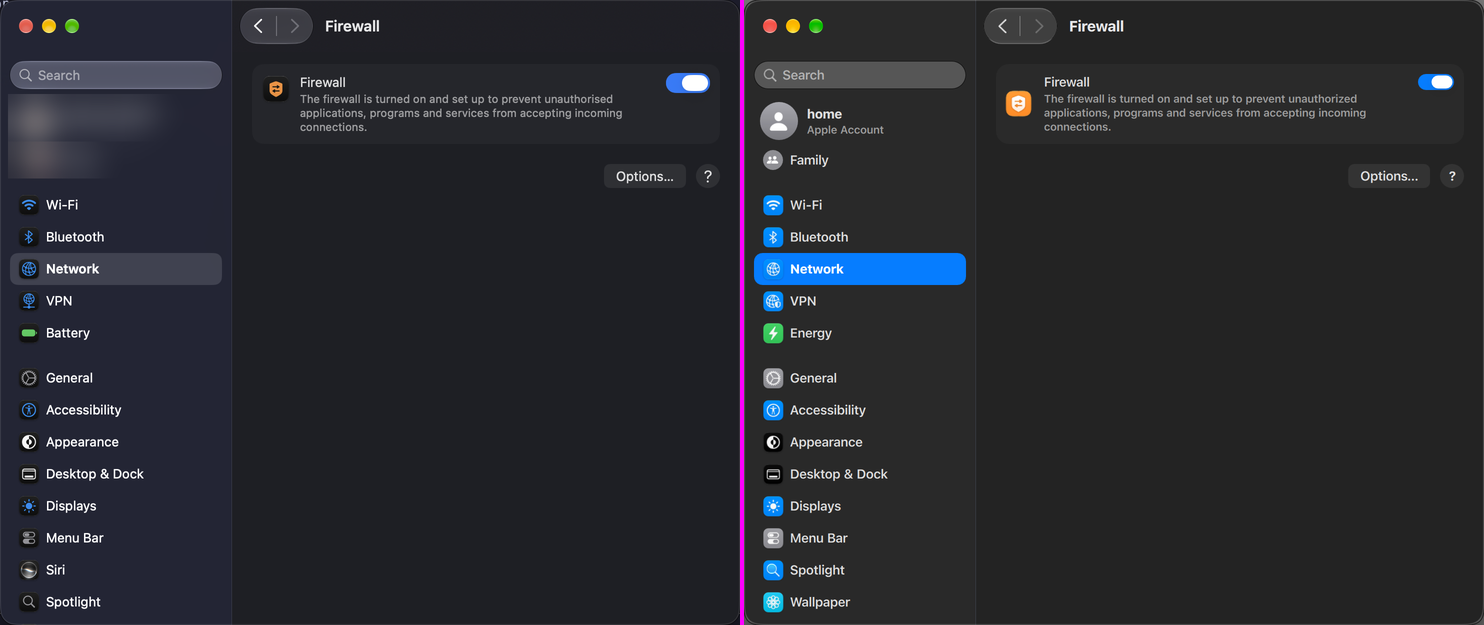 Firewall
Search
Firewall
The firewall is turned on and set up to prevent unauthorised
applications, programs and services from accepting incoming
connections.
Options...
?
Wi-Fi
Bluetooth
Network
VPN
Battery
General
Accessibility
Appearance
Desktop & Dock
Displays
Menu Bar
Siri
Spotlight
Firewall
Search
home
Apple Account
Family
Firewall
The firewall is turned on and set up to prevent unauthorized
applications, programs and services from accepting incoming
connections.
Options...
?
Wi-Fi
Bluetooth
Network
VPN
Energy
General
Accessibility
Appearance
Desktop & Dock
Displays
Menu Bar
Spotlight
Wallpaper